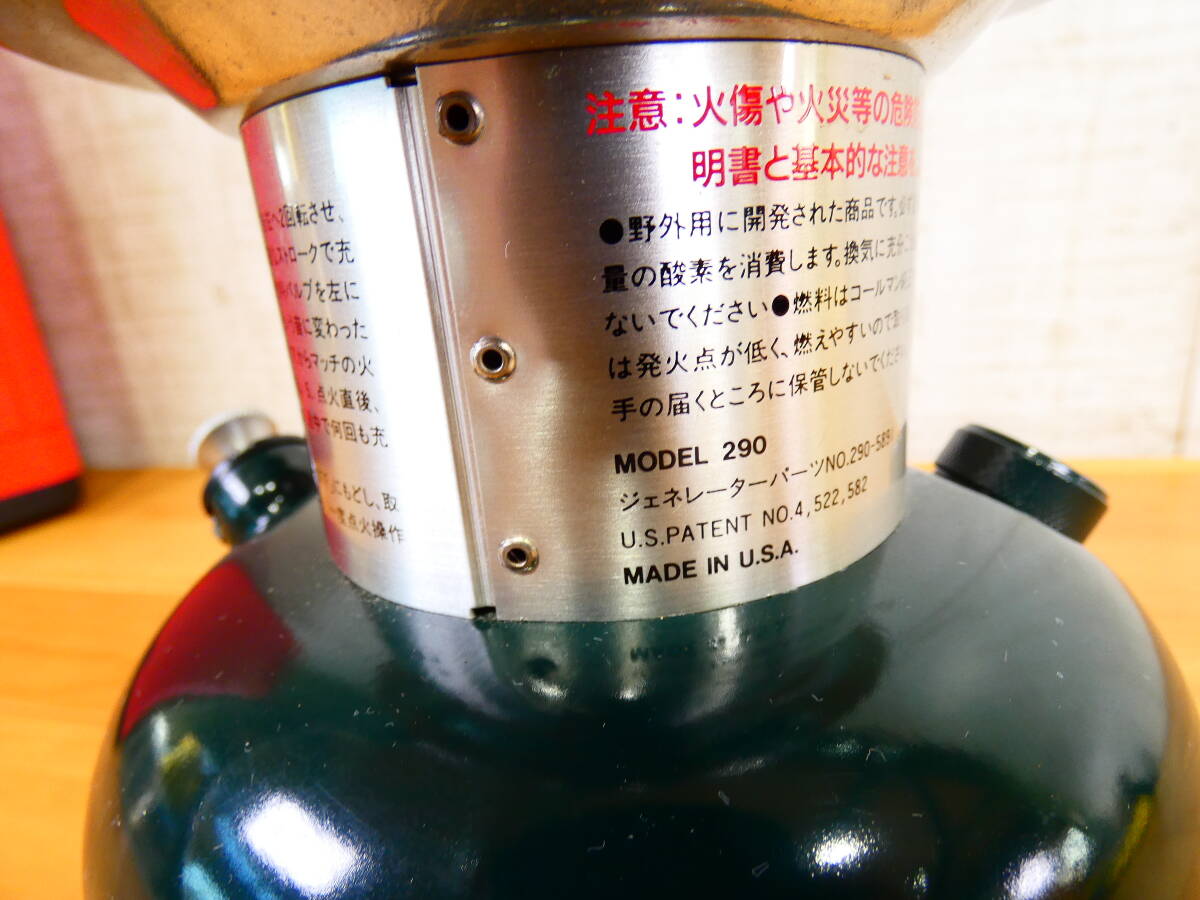 へ2回転させ、
ストロークで充
バルブを左に
音に変わった
からマッチの火
点火直後、
中で何回も充
にもどし、取
度点火操作
注意:火傷や火災等の危険
明書と基本的な注意
●野外用に開発された商品です。必ず
量の酸素を消費します。換気に充分
ないでください●燃料はコールマン
は発火点が低く、燃えやすいので
手の届くところに保管しないでくださ
MODEL 290
ジェネレーターパーツNO.290-589
U.S.PATENT NO.4,522,582
MADE IN U.S.A.